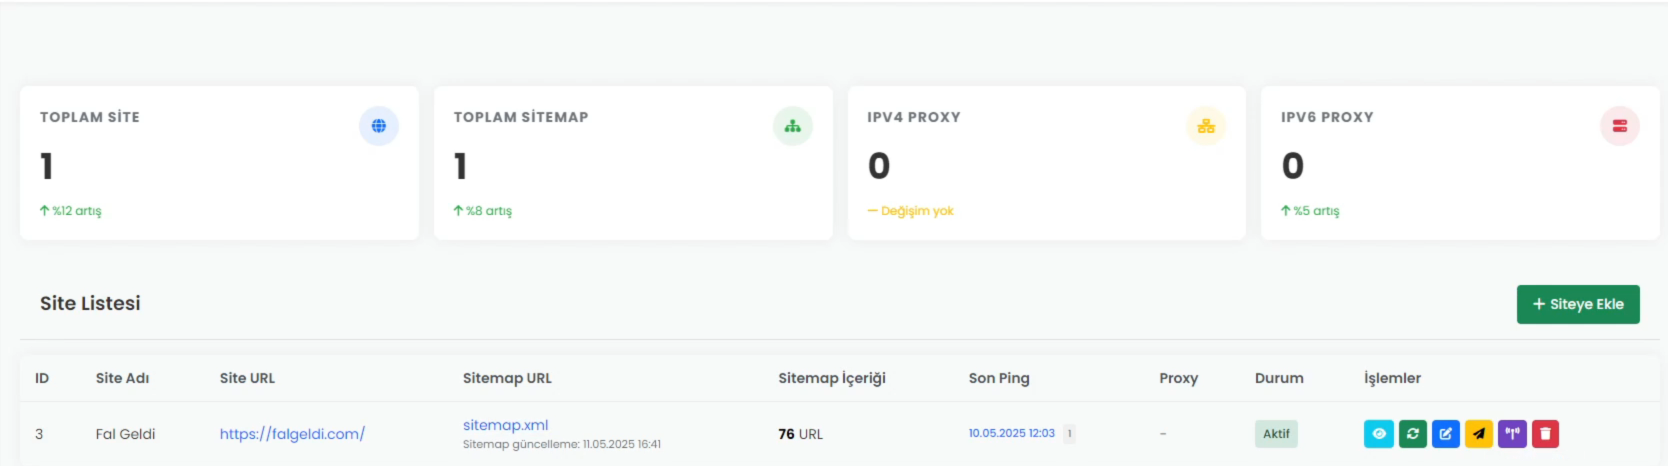 TOPLAM SİTE
1
%12 artış
TOPLAM SİTEMAP
1
%8 artış
IPV4 PROXY
0
Değişim yok
IPV6 PROXY
0
%5 artış
Site Listesi
+ Siteye Ekle
ID Site Adı Site URL Sitemap URL Sitemap İçeriği Son Ping Proxy Durum İşlemler
3 Fal Geldi https://falgeldi.com/ sitemap.xml 76 URL 10.05.2025 12:03 1 - Aktif
Sitemap güncelleme: 11.05.2025 16:41